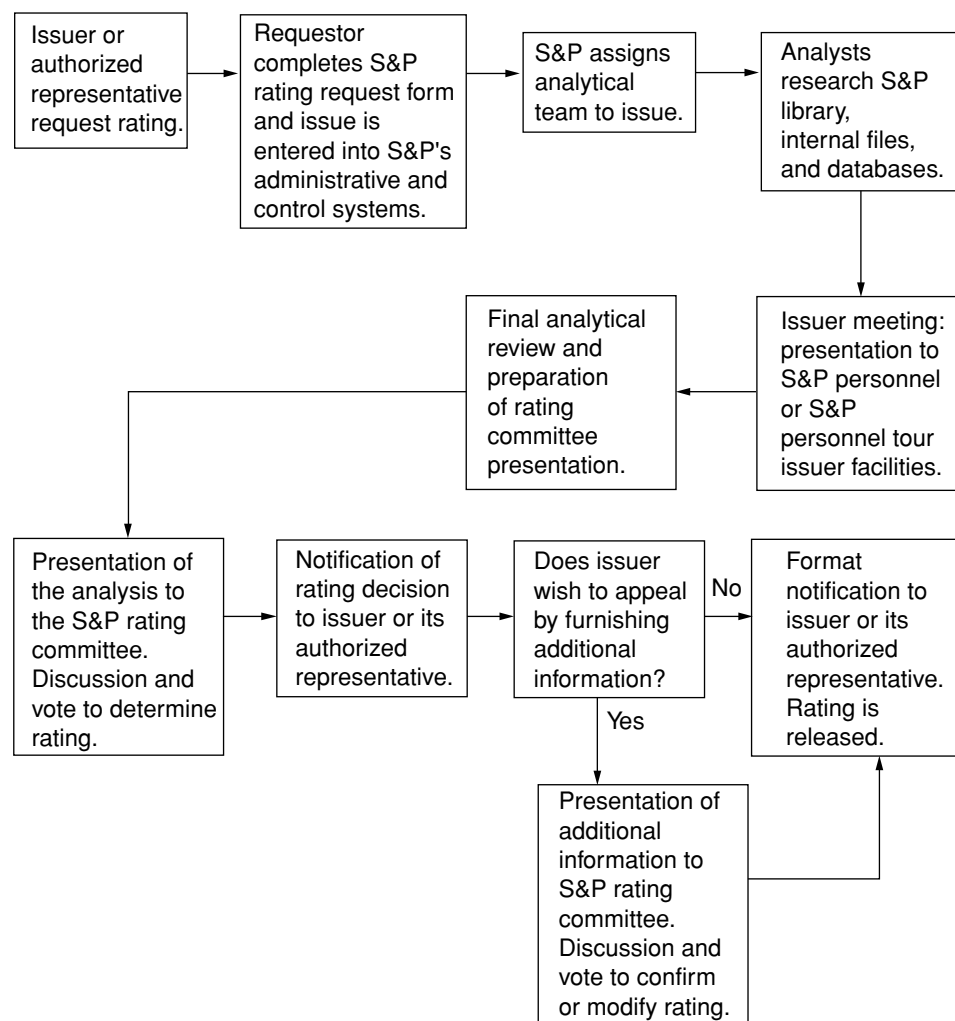 Issuer or
authorized
representative
request rating.
Requestor
completes S&P
rating request form
and issue is
entered into S&P's
administrative and
control systems.
S&P assigns
analytical
team to issue.
Analysts
research S&P
library,
internal files,
and databases.
Issuer meeting:
presentation to
S&P personnel
or S&P
personnel tour
issuer facilities.
Final analytical
review and
preparation
of rating
committee
presentation.
Presentation of
the analysis to
the S&P rating
committee.
Discussion and
vote to determine
rating.
Notification of
rating decision
to issuer or its
authorized
representative.
Does issuer
wish to appeal
by furnishing
additional
information?
No
Format
notification to
issuer or its
authorized
representative.
Rating is
released.
Yes
Presentation of
additional
information to
S&P rating
committee.
Discussion and
vote to confirm
or modify rating.